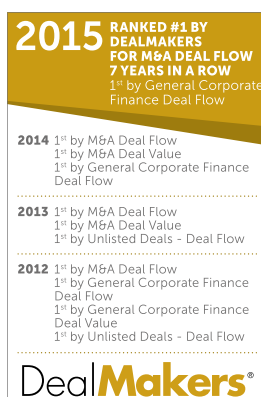 2015 RANKED #1 BY
DEALMAKERS
FOR M&A DEAL FLOW
7 YEARS IN A ROW
1st by General Corporate
Finance Deal Flow
2014 1st by M&A Deal Flow
1st by M&A Deal Value
1st by General Corporate Finance
Deal Flow
2013 1st by M&A Deal Flow
1st by M&A Deal Value
1st by Unlisted Deals - Deal Flow
2012 1st by M&A Deal Flow
1st by General Corporate Finance
Deal Flow
1st by General Corporate Finance
Deal Value
1st by Unlisted Deals - Deal Flow
DealMakers®